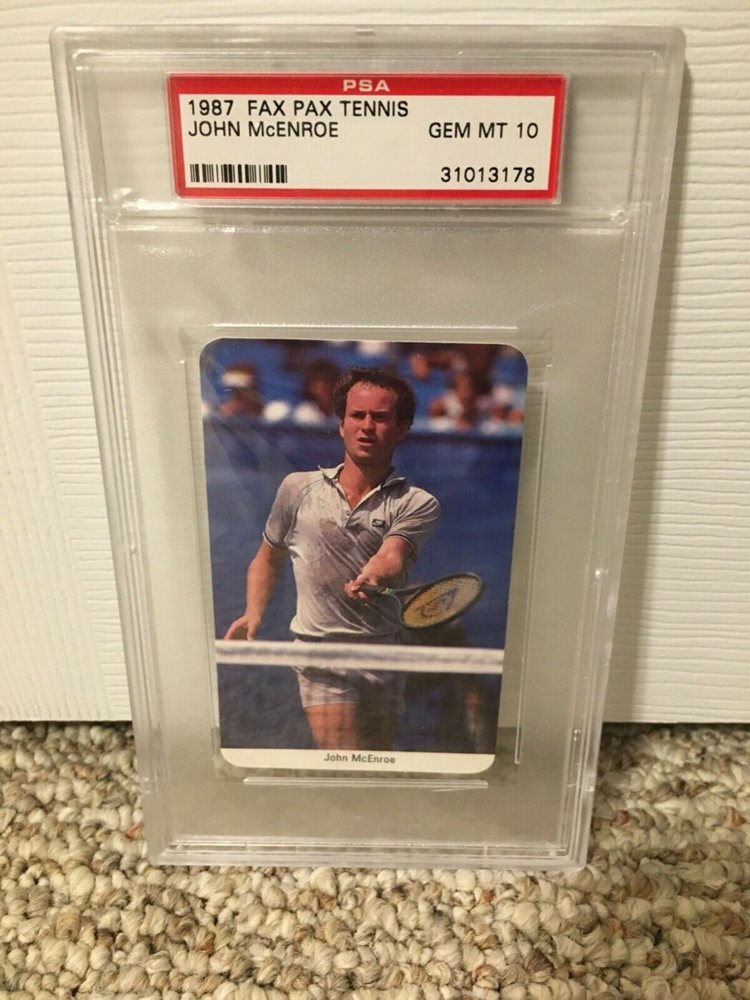 PSA
1987 FAX PAX TENNIS
JOHN McENROE GEM MT 10
31013178
John McEnroe